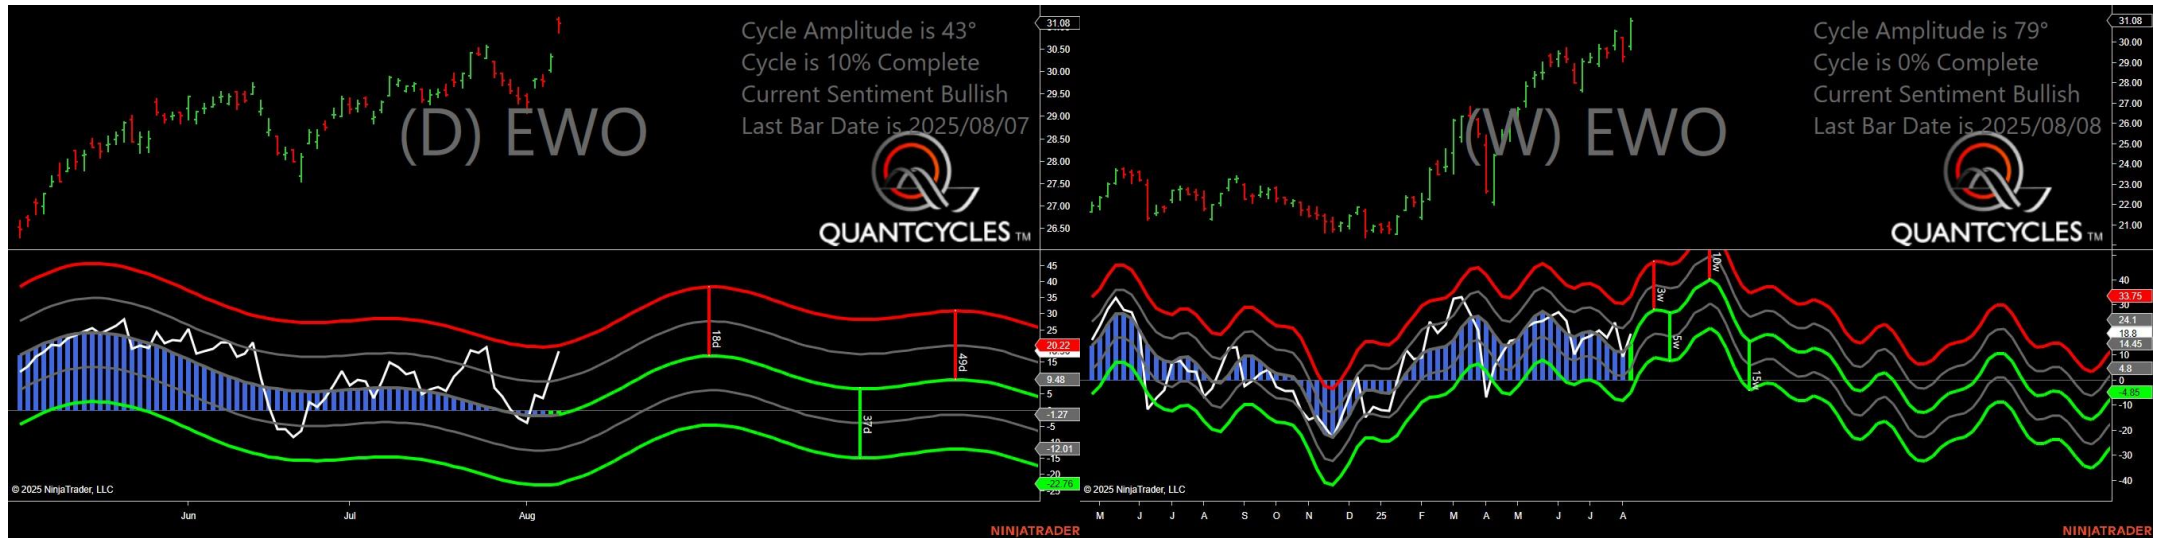 Cycle Amplitude is 43°
Cycle is 10% Complete
Current Sentiment Bullish
Last Bar Date is 2025/08/07
(D) EWO
QUANTCYCLES TM
31.08
30.50
30.00
29.50
29.00
28.50
28.00
27.50
27.00
26.50
45
40
35
30
25
20.22
15
9.48
5
-1.27
-5
-12.01
-15
-20
-22.76
-25
18d
37d
49d
© 2025 NinjaTrader, LLC
Jun
Jul
Aug
NINJATRADER
Cycle Amplitude is 79°
Cycle is 0% Complete
Current Sentiment Bullish
Last Bar Date is 2025/08/08
(W) EWO
QUANTCYCLES TM
31.08
30.00
29.00
28.00
27.00
26.00
25.00
24.00
23.00
22.00
21.00
40
33.75
30
24.1
18.8
14.45
10
4.8
0
-4.85
-10
-20
-30
-40
3w
5w
10w
15w
© 2025 NinjaTrader, LLC
M J J A S O N D 25 F M A M J J A
NINJATRADER